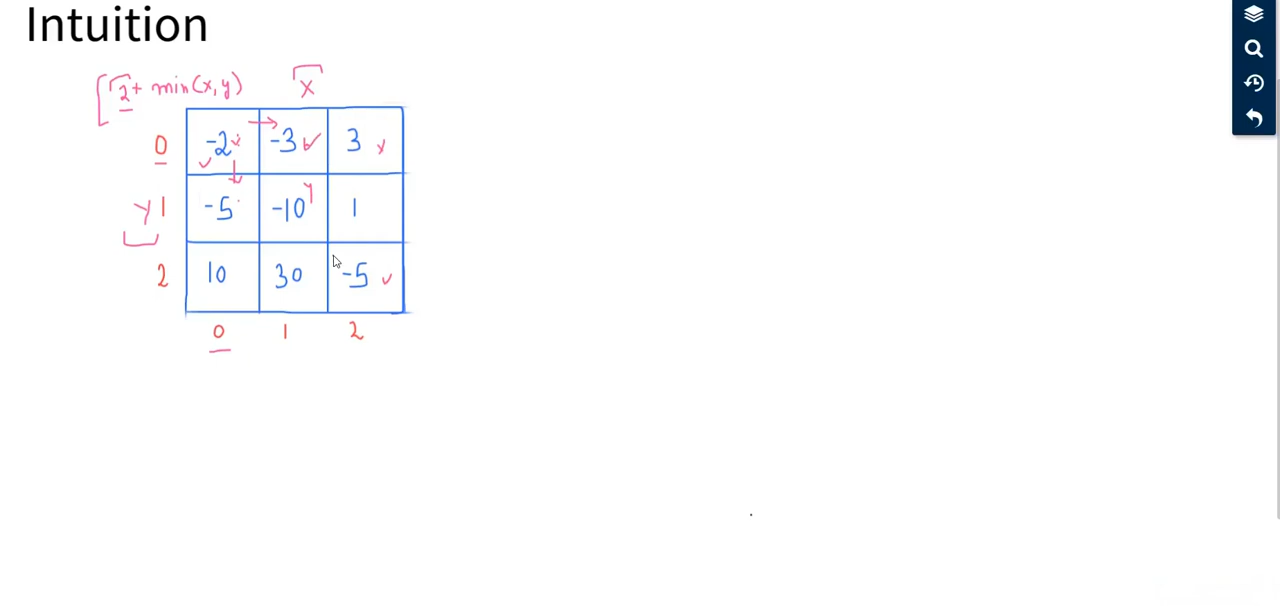 Intuition
[2 + min(x,y) x
0 -2 -3 3 x
y 1 -5 -10 y 1
2 10 30 -5
0 1 2